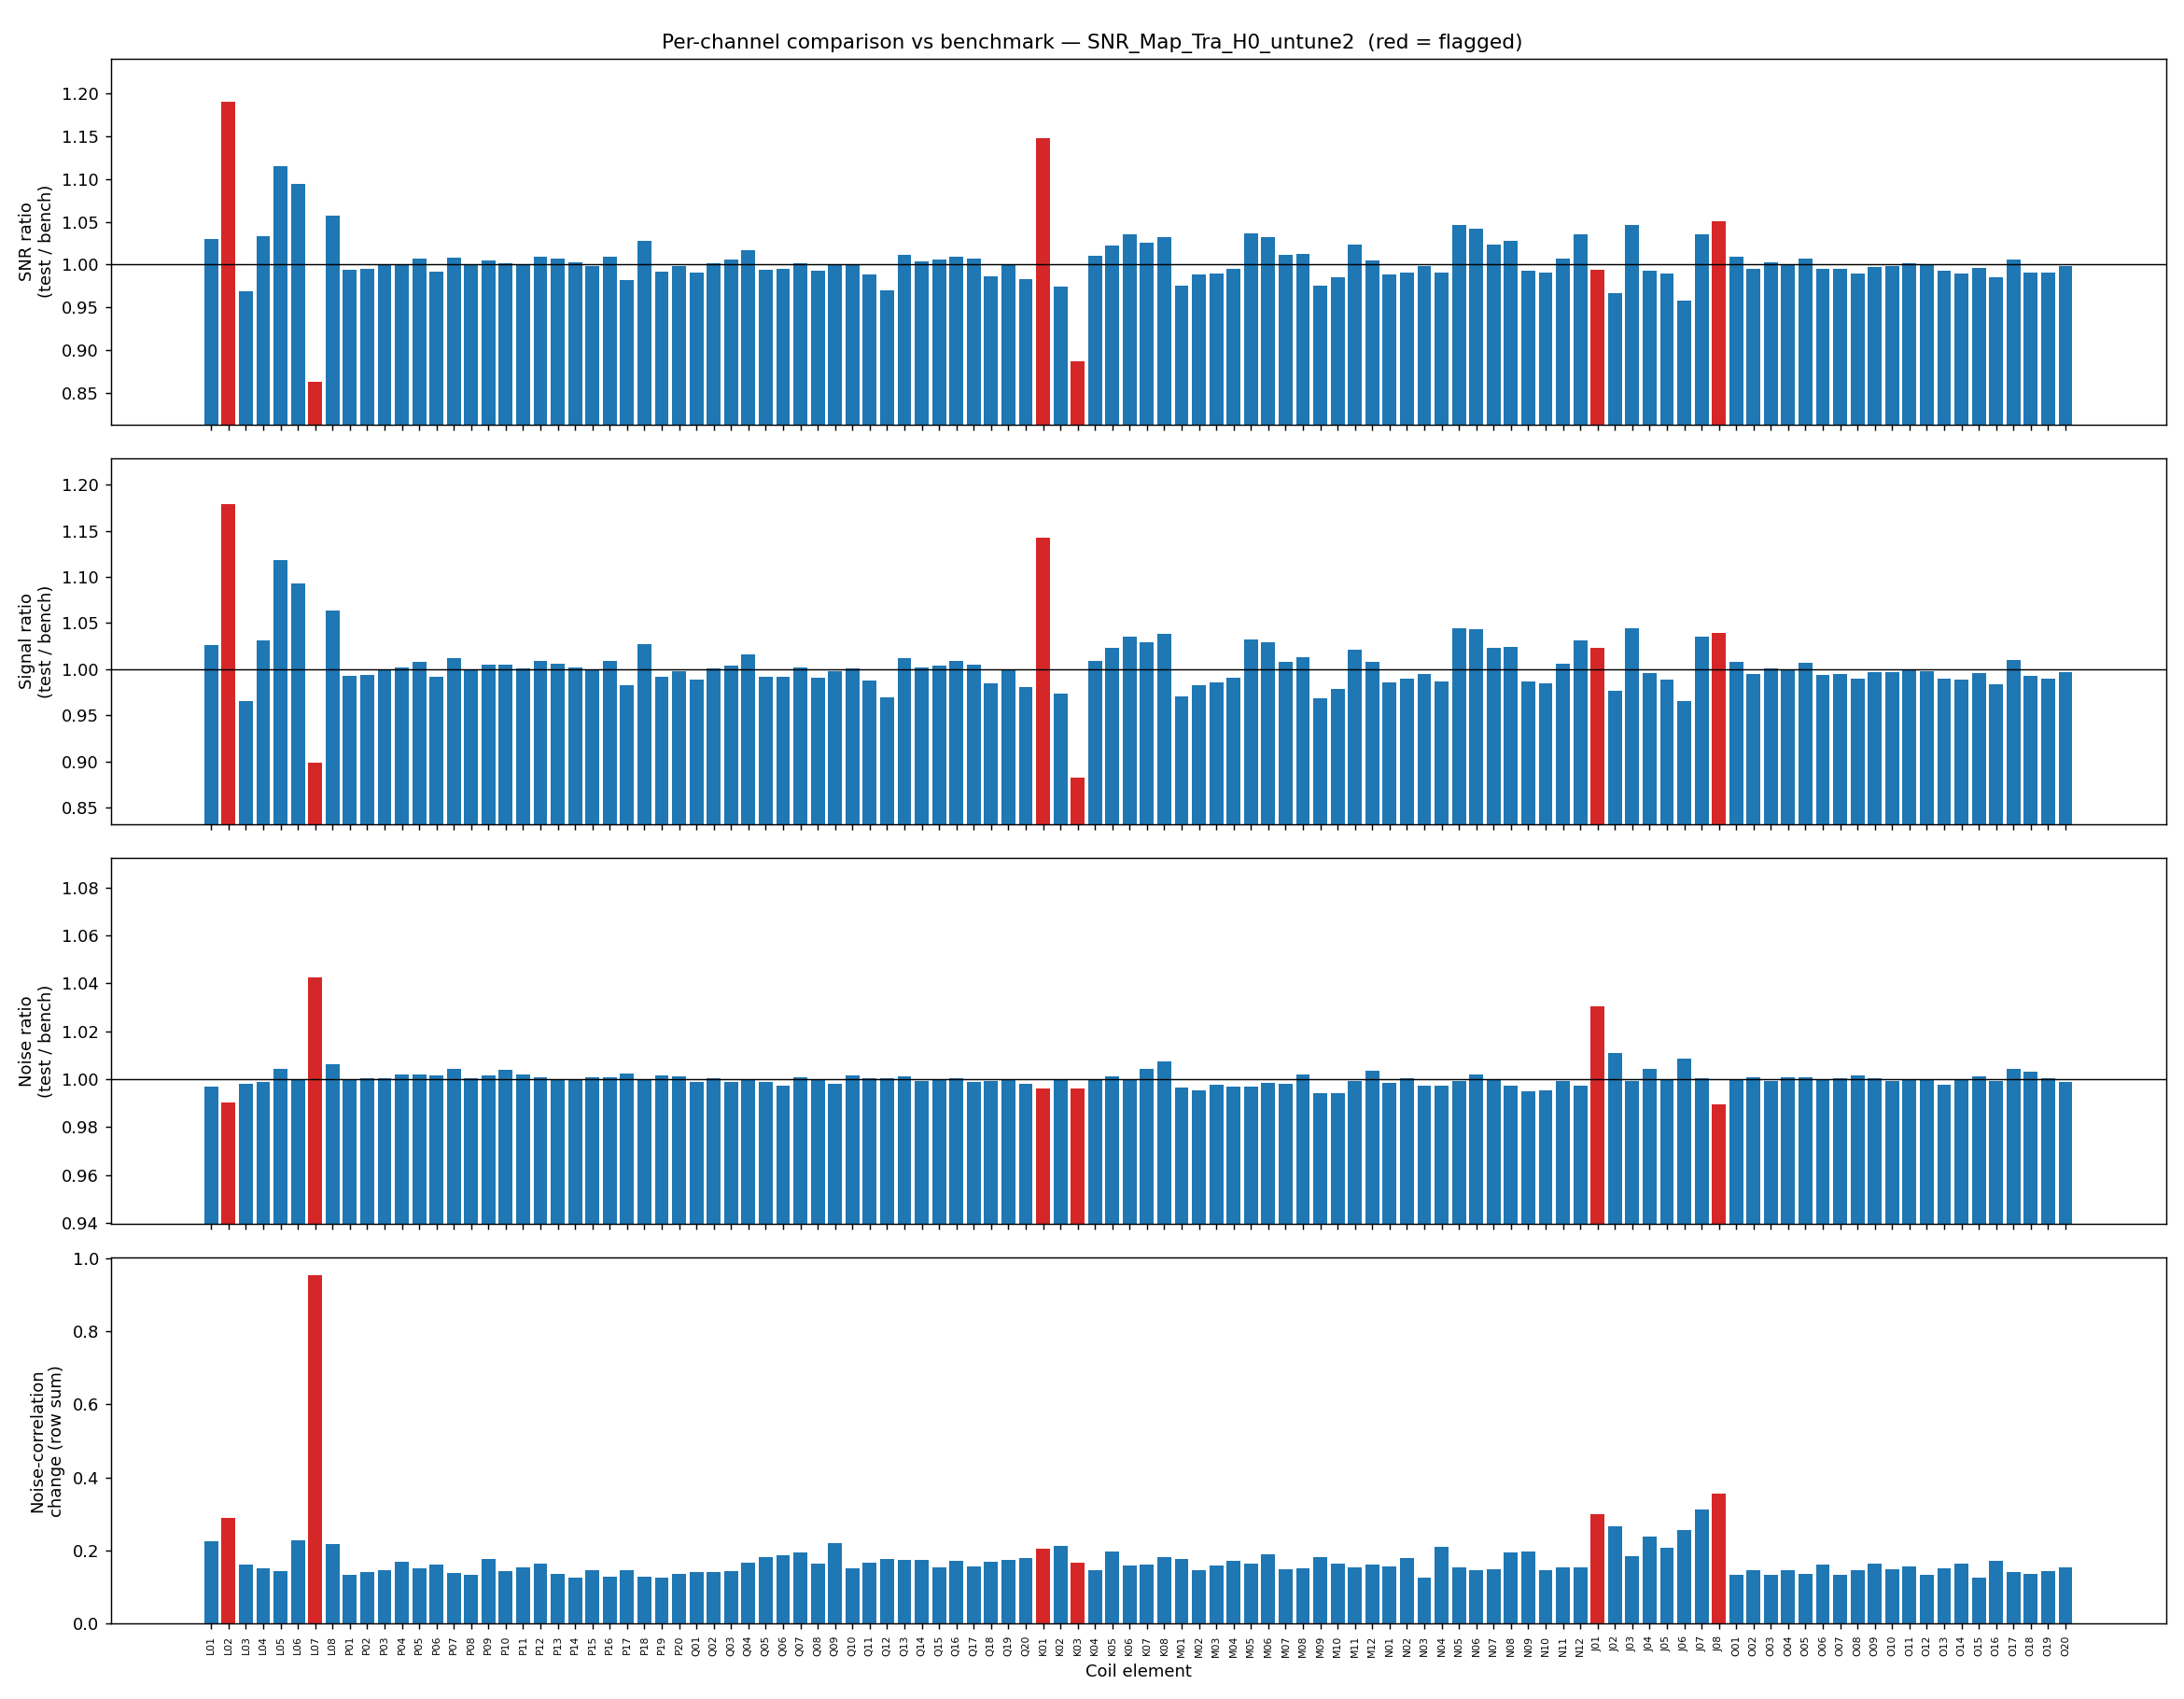 Per-channel comparison vs benchmark — SNR_Map_Tra_H0_untune2 (red = flagged)
SNR ratio
(test / bench)
1.20
1.15
1.10
1.05
1.00
0.95
0.90
0.85
Signal ratio
(test / bench)
1.20
1.15
1.10
1.05
1.00
0.95
0.90
0.85
Noise ratio
(test / bench)
1.08
1.06
1.04
1.02
1.00
0.98
0.96
0.94
Noise-correlation
change (row sum)
1.0
0.8
0.6
0.4
0.2
0.0
L01 L02 L03 L04 L05 L06 L07 L08 P01 P02 P03 P04 P05 P06 P07 P08 P09 P10 P11 P12 P13 P14 P15 P16 P17 P18 P19 P20 Q01 Q02 Q03 Q04 Q05 Q06 Q07 Q08 Q09 Q10 Q11 Q12 Q13 Q14 Q15 Q16 Q17 Q18 Q19 Q20 K01 K02 K03 K04 K05 K06 K07 K08 M01 M02 M03 M04 M05 M06 M07 M08 M09 M10 M11 M12 N01 N02 N03 N04 N05 N06 N07 N08 N09 N10 N11 N12 J01 J02 J03 J04 J05 J06 J07 J08 O01 O02 O03 O04 O05 O06 O07 O08 O09 O10 O11 O12 O13 O14 O15 O16 O17 O18 O19 O20
Coil element